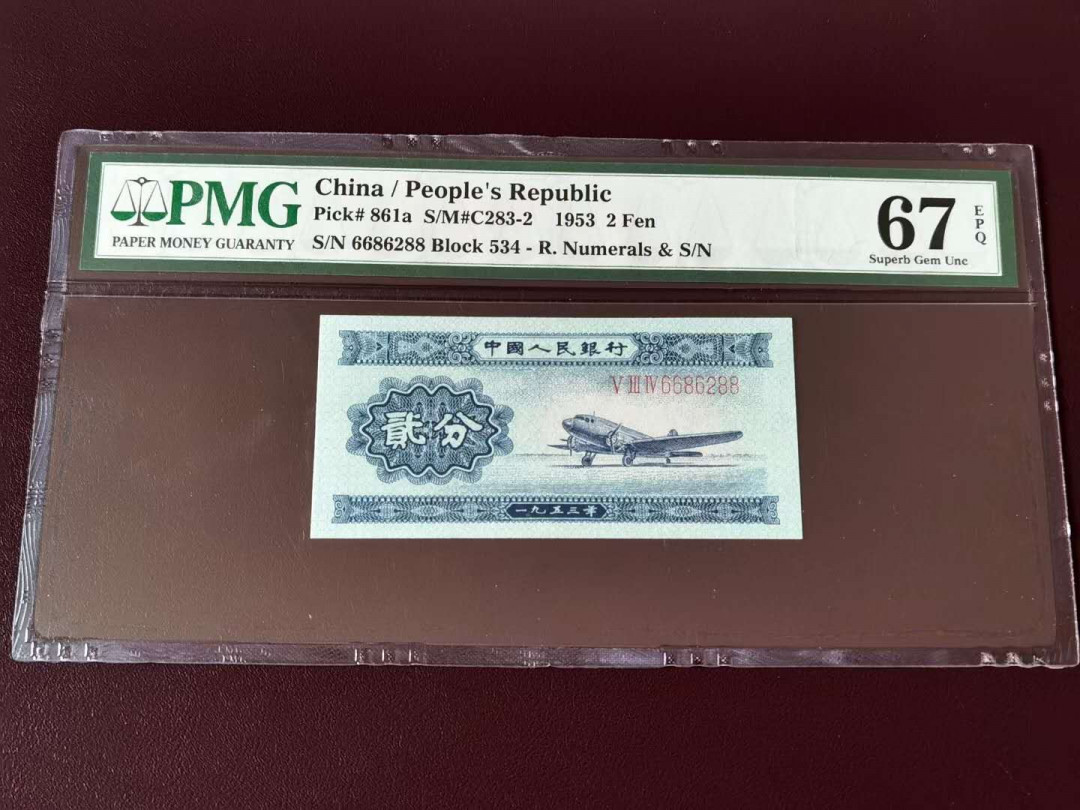 PMG
PAPER MONEY GUARANTY
China / People's Republic
Pick# 861a S/M#C283-2 1953 2 Fen
S/N 6686288 Block 534 - R. Numerals & S/N
67
EPQ
Superb Gem Unc
中國人民銀行
V III IV 6686288
貳分
一九五三年